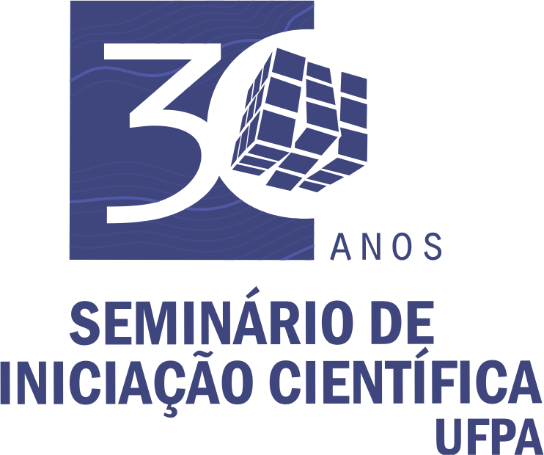 30
ANOS
SEMINÁRIO DE
INICIAÇÃO CIENTÍFICA
UFPA